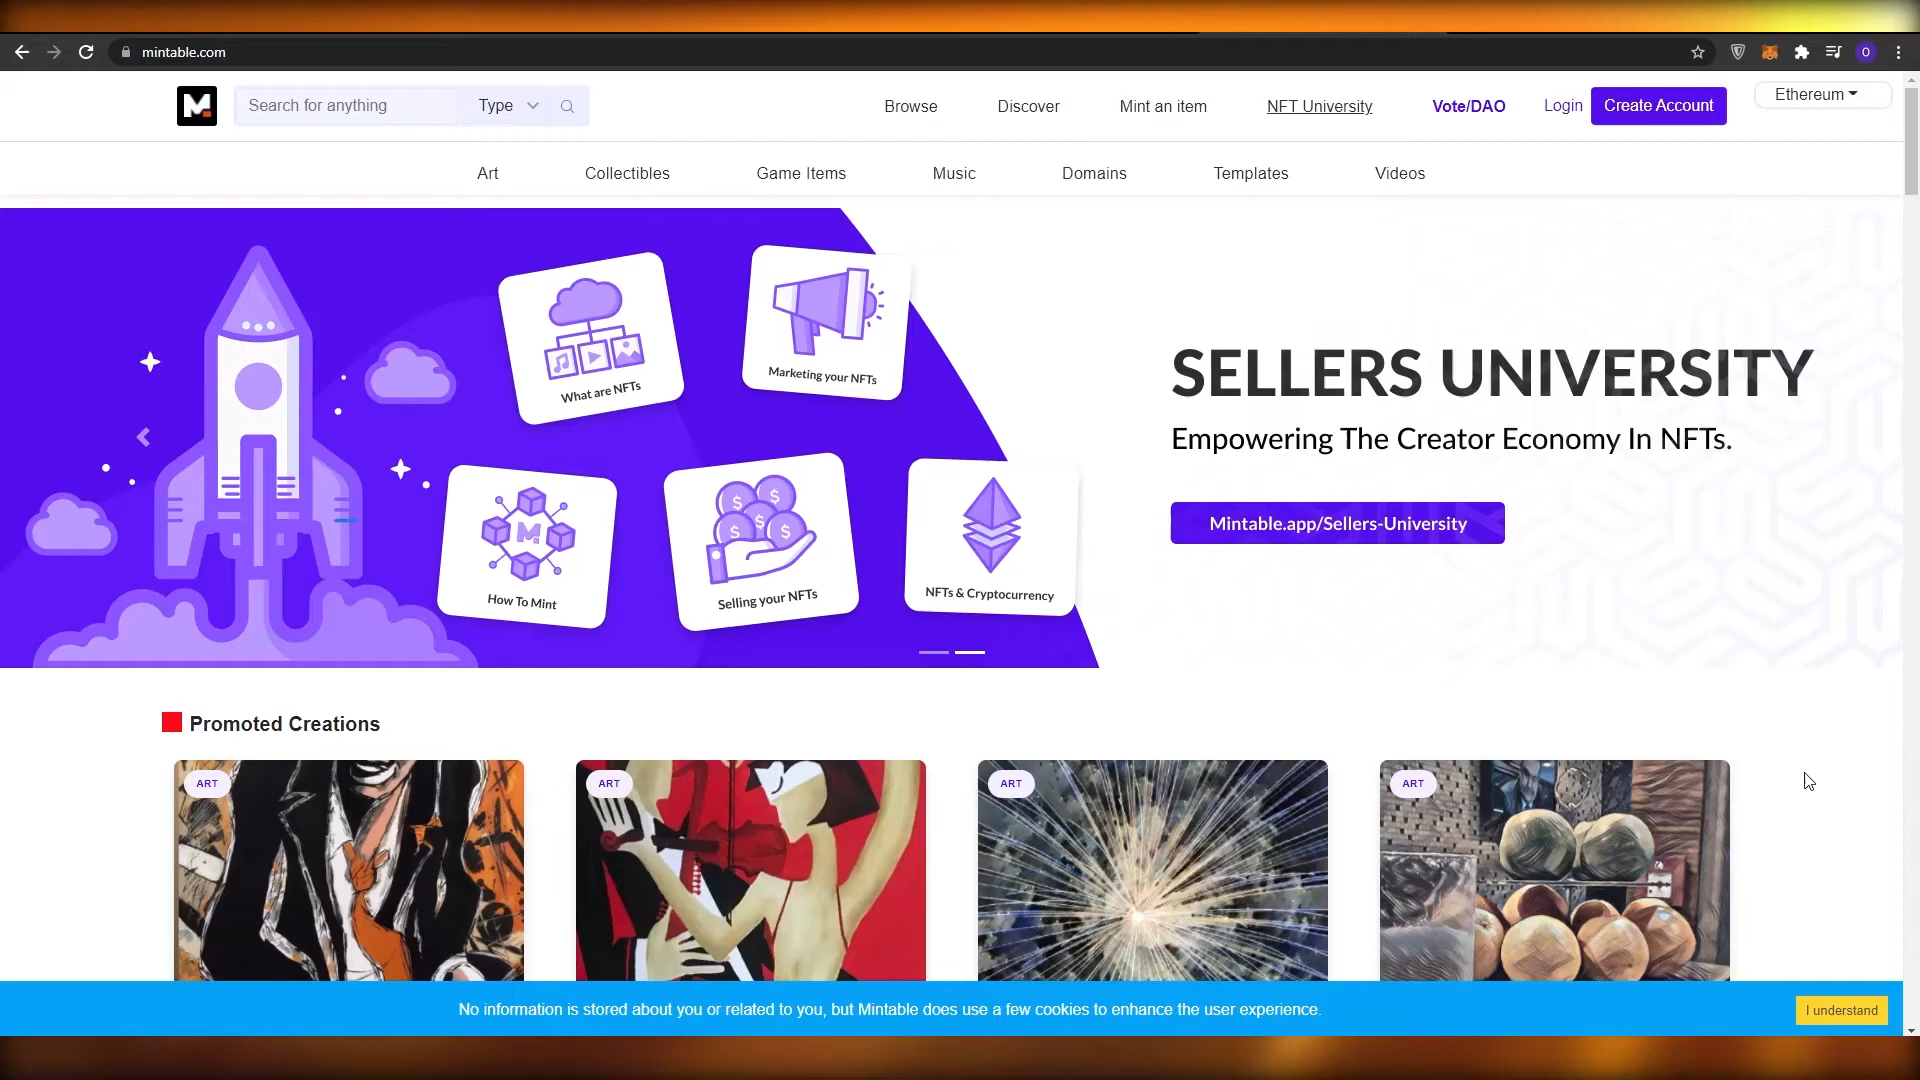 mintable.com
O
M.
Search for anything
Type
Browse
Discover
Mint an item
NFT University
Vote/DAO
Login
Create Account
Ethereum
Art
Collectibles
Game Items
Music
Domains
Templates
Videos
What are NFTs
Marketing your NFTs
M
How To Mint
$ $ $ $ $
Selling your NFTs
NFTs & Cryptocurrency
SELLERS UNIVERSITY
Empowering The Creator Economy In NFTs.
Mintable.app/Sellers-University
Promoted Creations
ART
ART
ART
ART
No information is stored about you or related to you, but Mintable does use a few cookies to enhance the user experience.
I understand